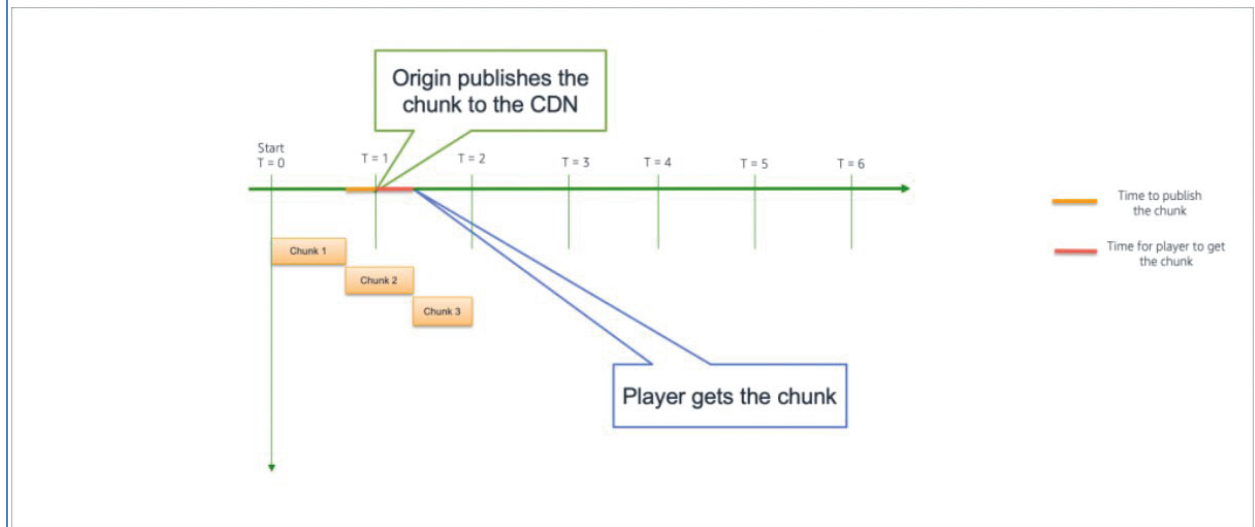 Origin publishes the
chunk to the CDN
Start
T = 0
T = 1
T = 2
T = 3
T = 4
T = 5
T = 6
Time to publish
the chunk
Time for player to get
the chunk
Chunk 1
Chunk 2
Chunk 3
Player gets the chunk